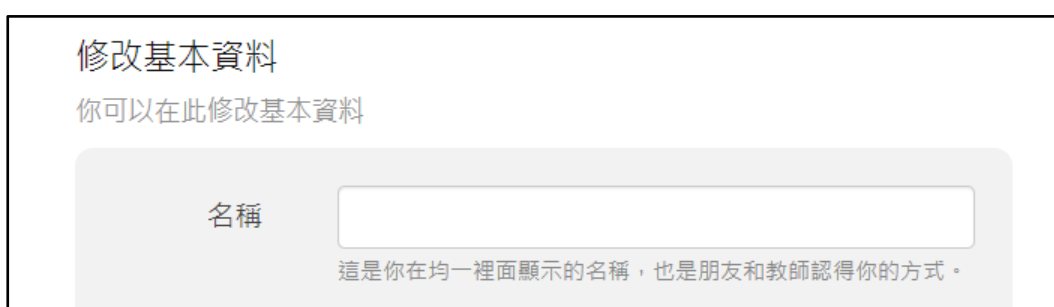 修改基本資料
你可以在此修改基本資料
名稱
這是你在均一裡面顯示的名稱，也是朋友和教師認得你的方式。